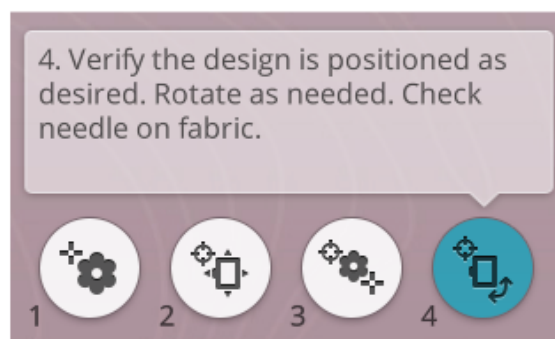 4. Verify the design is positioned as
desired. Rotate as needed. Check
needle on fabric.
1 2 3 4